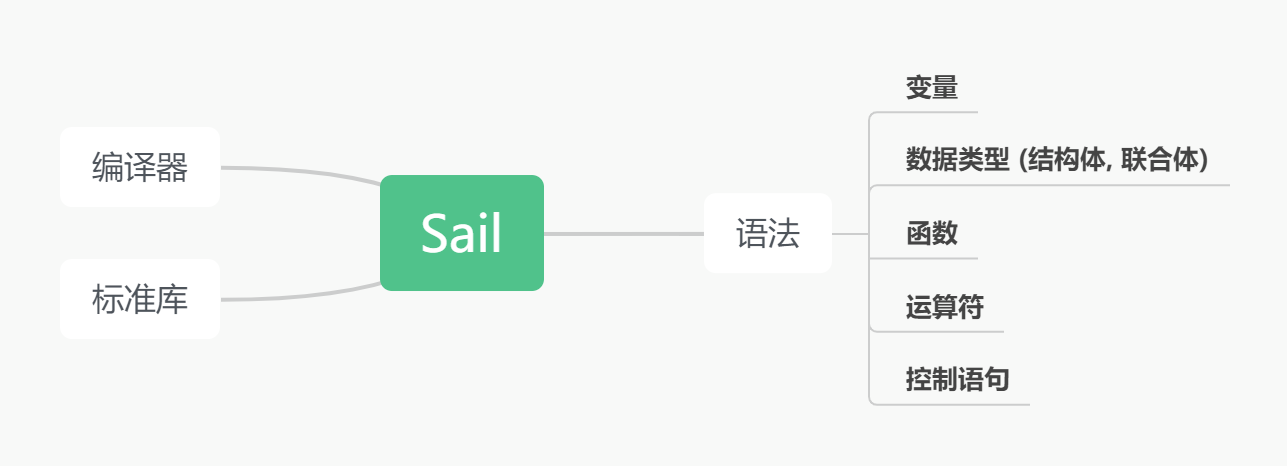 编译器
标准库
Sail
语法
变量
数据类型 (结构体, 联合体)
函数
运算符
控制语句